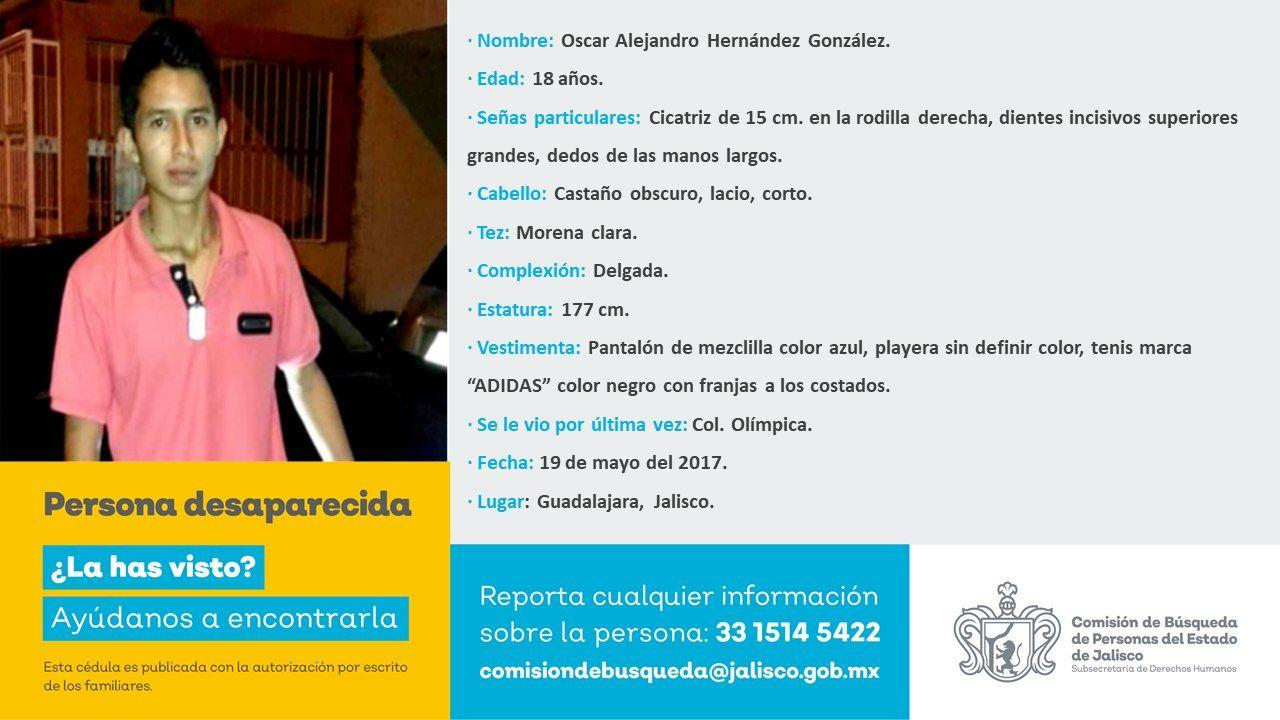 · Nombre: Oscar Alejandro Hernández González.
· Edad: 18 años.
· Señas particulares: Cicatriz de 15 cm. en la rodilla derecha, dientes incisivos superiores
grandes, dedos de las manos largos.
· Cabello: Castaño obscuro, lacio, corto.
· Tez: Morena clara.
· Complexión: Delgada.
· Estatura: 177 cm.
· Vestimenta: Pantalón de mezclilla color azul, playera sin definir color, tenis marca
“ADIDAS” color negro con franjas a los costados.
· Se le vio por última vez: Col. Olímpica.
· Fecha: 19 de mayo del 2017.
· Lugar: Guadalajara, Jalisco.
Persona desaparecida
¿La has visto?
Ayúdanos a encontrarla
Esta cédula es publicada con la autorización por escrito
de los familiares.
Reporta cualquier información
sobre la persona: 33 1514 5422
comisiondebusqueda@jalisco.gob.mx
Comisión de Búsqueda
de Personas del Estado
de Jalisco
Subsecretaría de Derechos Humanos